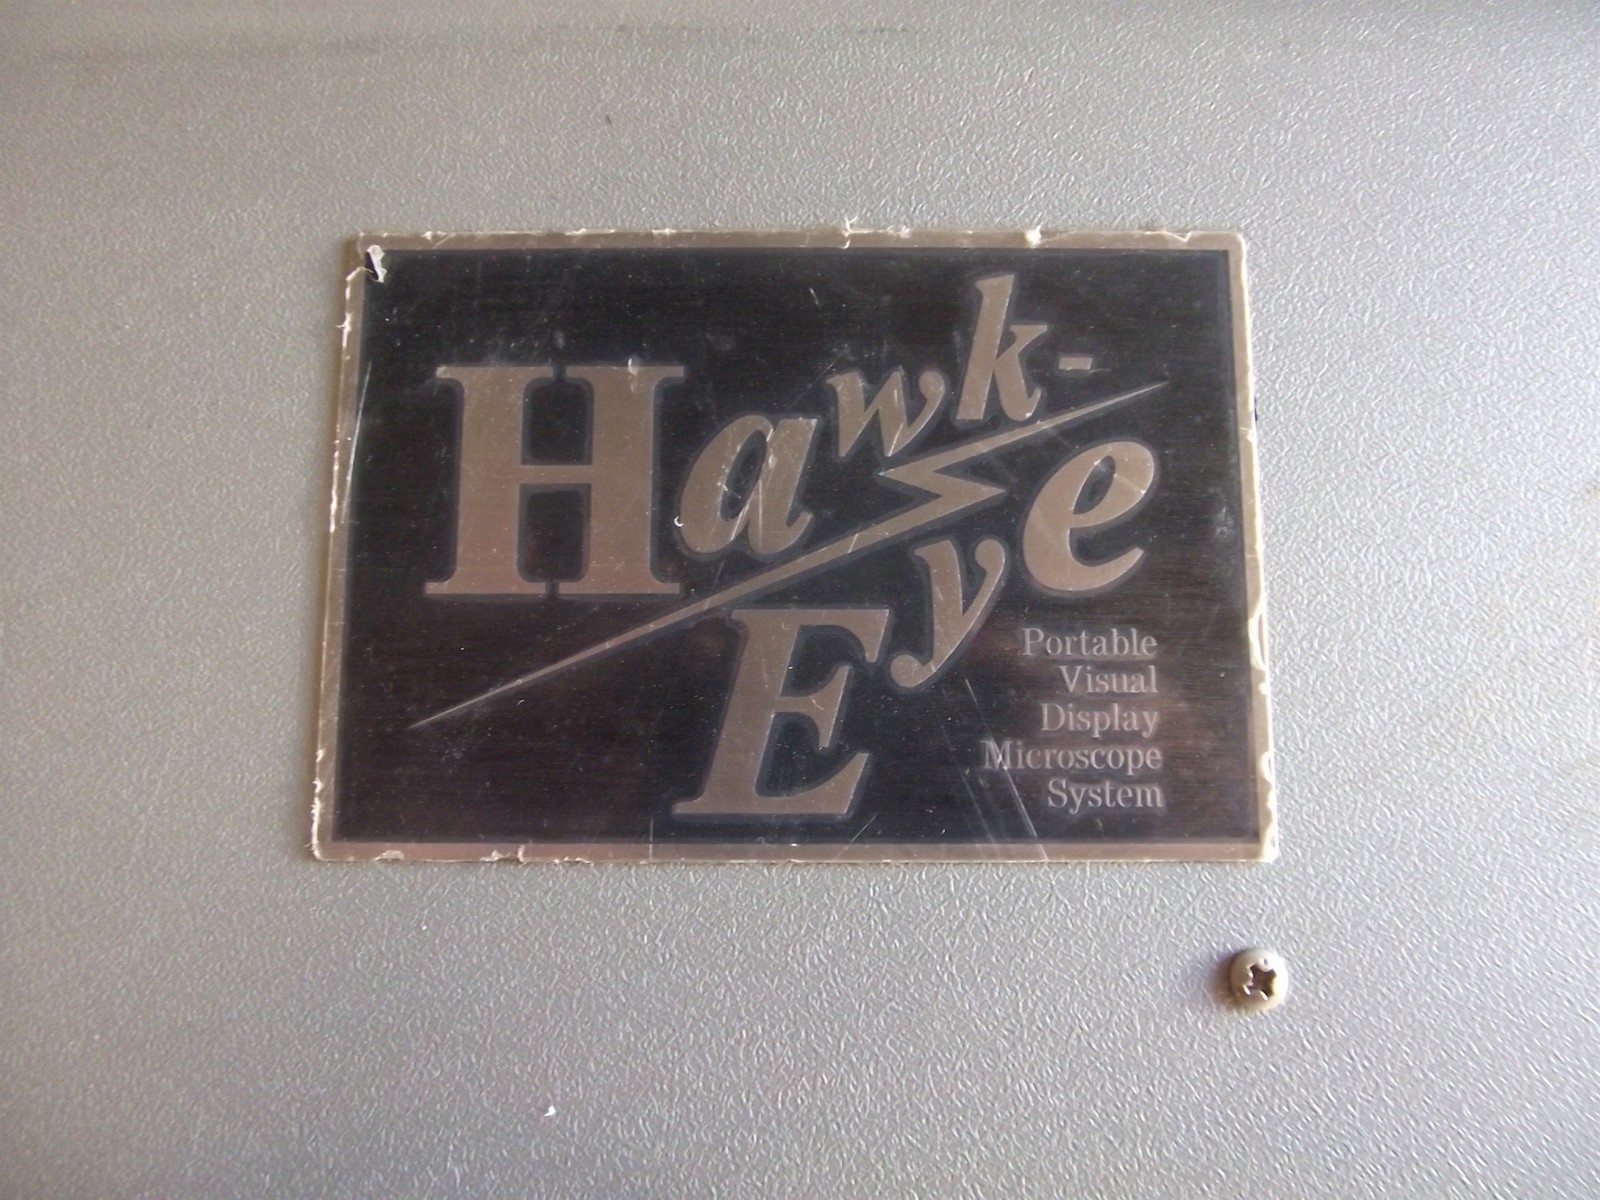 Hawk-
Eye
Portable
Visual
Display
Microscope
System